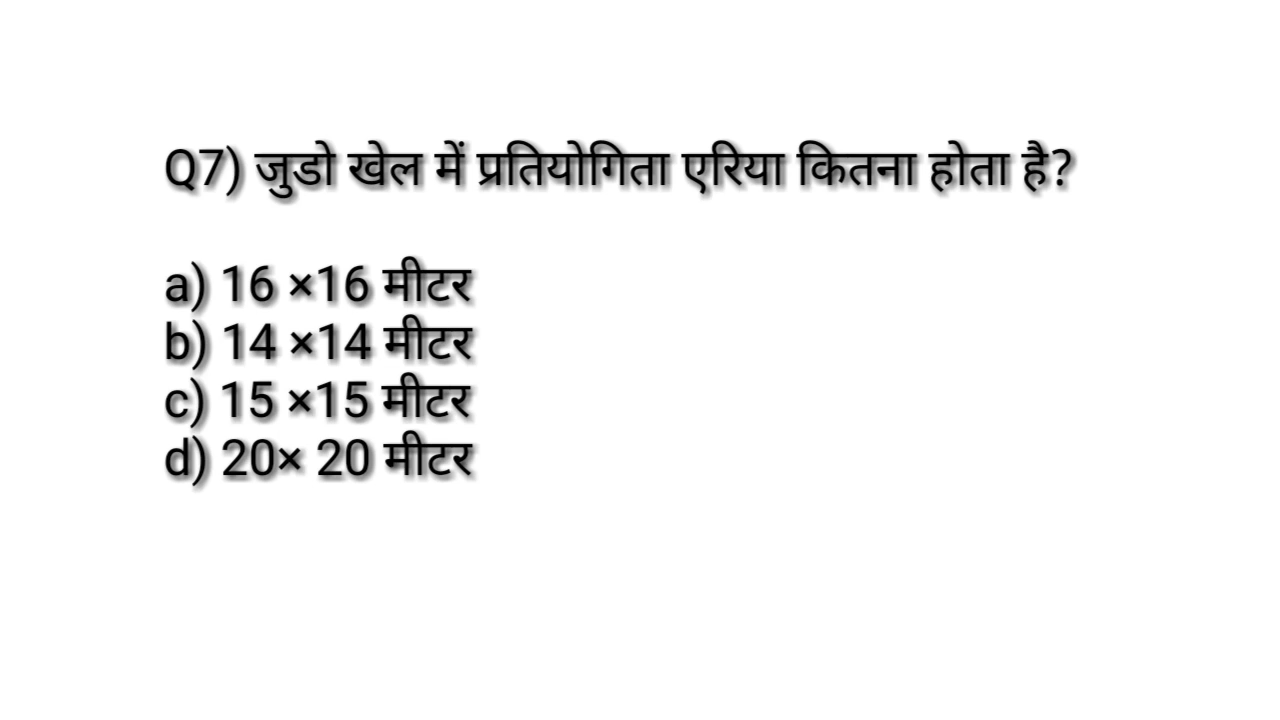 Q7) जुडो खेल में प्रतियोगिता एरिया कितना होता है?
a) 16 ×16 मीटर
b) 14 ×14 मीटर
c) 15 ×15 मीटर
d) 20× 20 मीटर